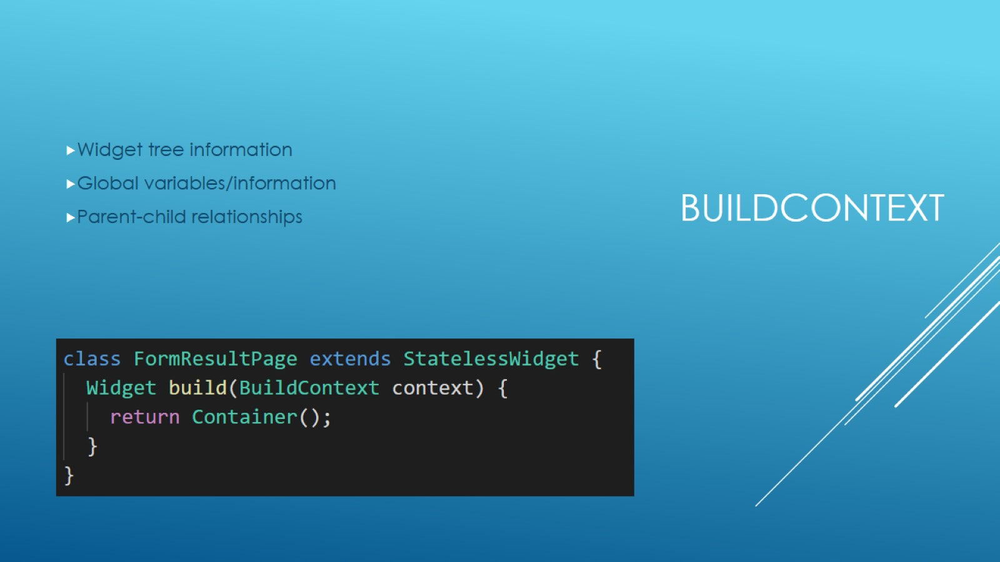 Widget tree information
Global variables/information
Parent-child relationships
BUILDCONTEXT
class FormResultPage extends StatelessWidget {
  Widget build(BuildContext context) {
    return Container();
  }
}